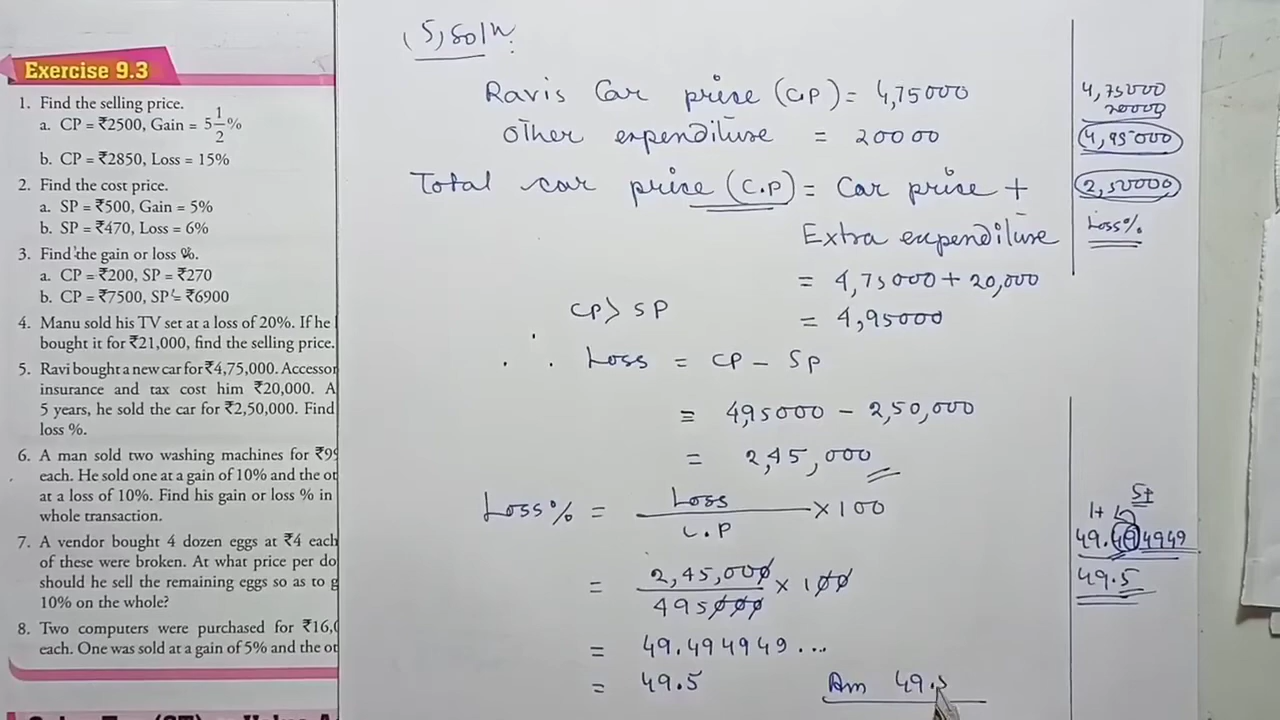 Exercise 9.3
1. Find the selling price.
a. CP = ₹2500, Gain = 5 1/2 %
b. CP = ₹2850, Loss = 15%
2. Find the cost price.
a. SP = ₹500, Gain = 5%
b. SP = ₹470, Loss = 6%
3. Find the gain or loss %.
a. CP = ₹200, SP = ₹270
b. CP = ₹7500, SP = ₹6900
4. Manu sold his TV set at a loss of 20%. If he
bought it for ₹21,000, find the selling price.
5. Ravi bought a new car for ₹4,75,000. Accessor
insurance and tax cost him ₹20,000. A
5 years, he sold the car for ₹2,50,000. Find
loss %.
6. A man sold two washing machines for ₹99
each. He sold one at a gain of 10% and the ot
at a loss of 10%. Find his gain or loss % in
whole transaction.
7. A vendor bought 4 dozen eggs at ₹4 each
of these were broken. At what price per do
should he sell the remaining eggs so as to g
10% on the whole?
8. Two computers were purchased for ₹16,0
each. One was sold at a gain of 5% and the ot
(5) Soln:
Ravis Car prise (C.P) = 4,75000
Other expenditure = 20000
Total car price (C.P) = Car price +
Extra expenditure
= 4,75000 + 20,000
= 4,95000
CP > SP
∴ Loss = CP - SP
= 495000 - 2,50,000
= 2,45,000
Loss% = Loss/C.P × 100
= 2,45,000/495000 × 100
= 49.494949...
= 49.5
Am 49.5
4,75000
20000
4,95000
2,50000
Loss%
1+ 5+
49.494949
49.5